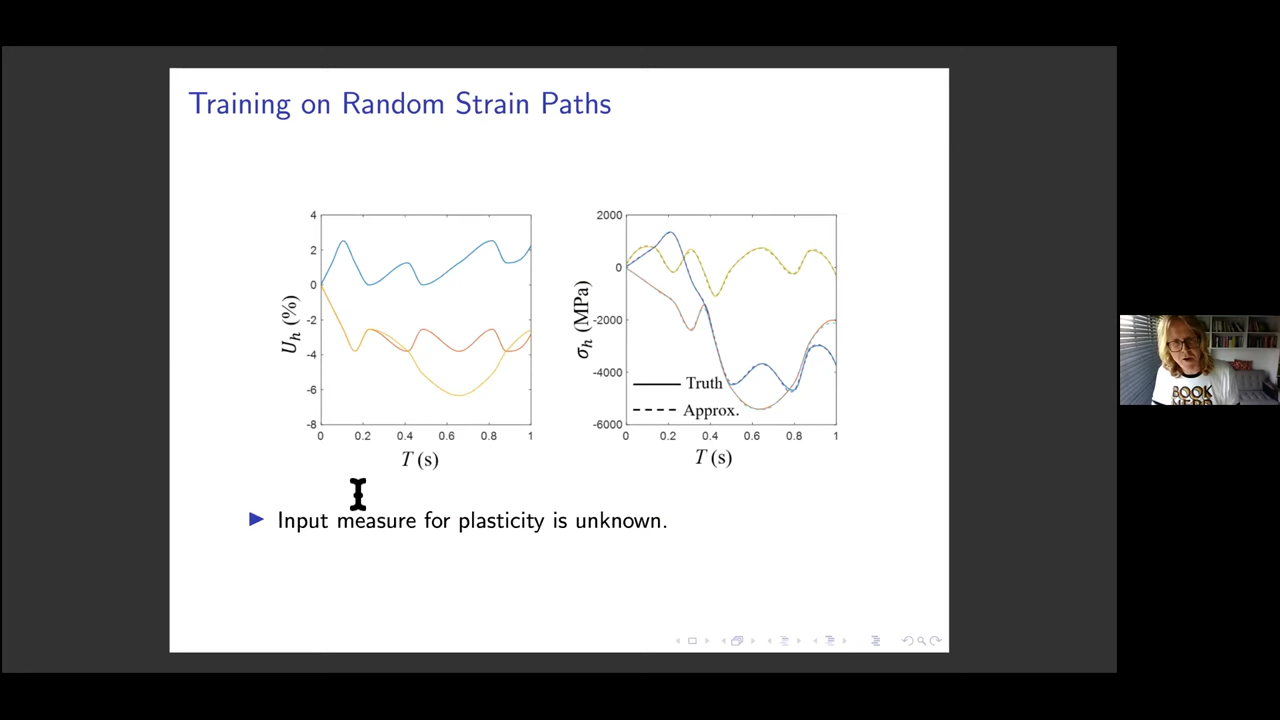 Training on Random Strain Paths
4
2
0
-2
-4
-6
-8
0
0.2
0.4
0.6
0.8
1
U_h (%)
T (s)
2000
0
-2000
-4000
-6000
0
0.2
0.4
0.6
0.8
1
σ_h (MPa)
T (s)
Truth
Approx.
Input measure for plasticity is unknown.
BOOK
NERD